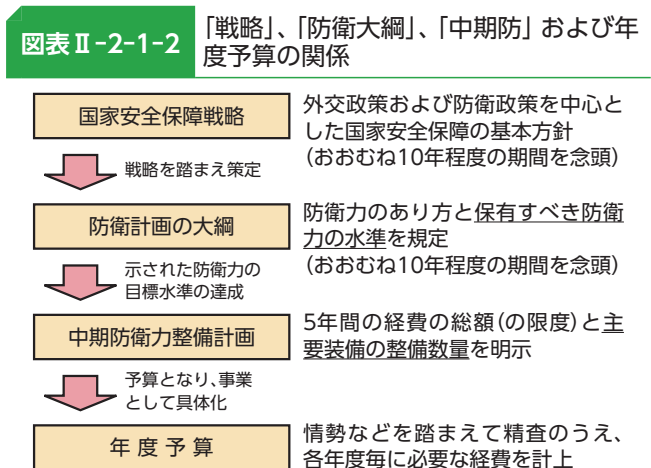 図表Ⅱ-2-1-2
「戦略」、「防衛大綱」、「中期防」および年
度予算の関係
国家安全保障戦略
外交政策および防衛政策を中心と
した国家安全保障の基本方針
（おおむね10年程度の期間を念頭）
戦略を踏まえ策定
防衛計画の大綱
防衛力のあり方と保有すべき防衛
力の水準を規定
（おおむね10年程度の期間を念頭）
示された防衛力の
目標水準の達成
中期防衛力整備計画
5年間の経費の総額（の限度）と主
要装備の整備数量を明示
予算となり、事業
として具体化
年度予算
情勢などを踏まえて精査のうえ、
各年度毎に必要な経費を計上